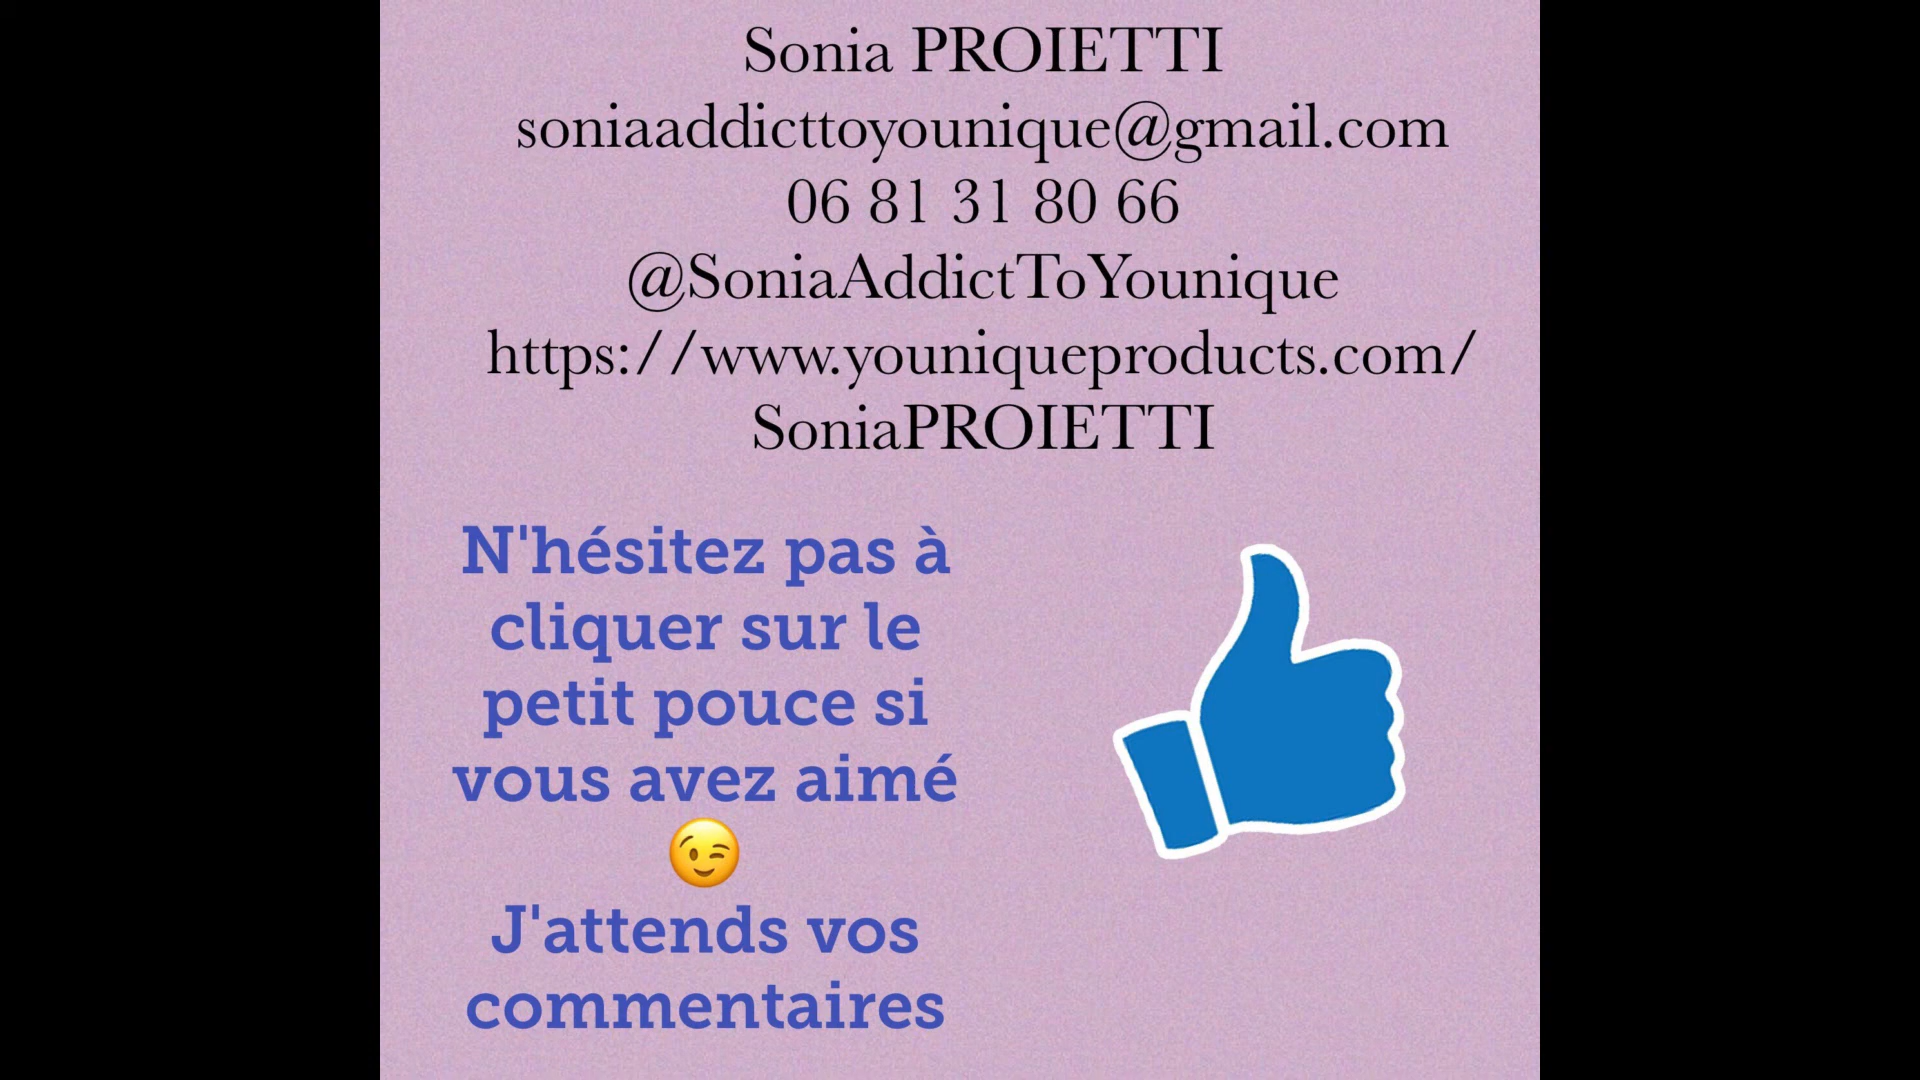 Sonia PROIETTI
soniaaddicttoyounique@gmail.com
06 81 31 80 66
@SoniaAddictToYounique
https://www.youniqueproducts.com/
SoniaPROIETTI
N'hésitez pas à
cliquer sur le
petit pouce si
vous avez aimé
😉
J'attends vos
commentaires